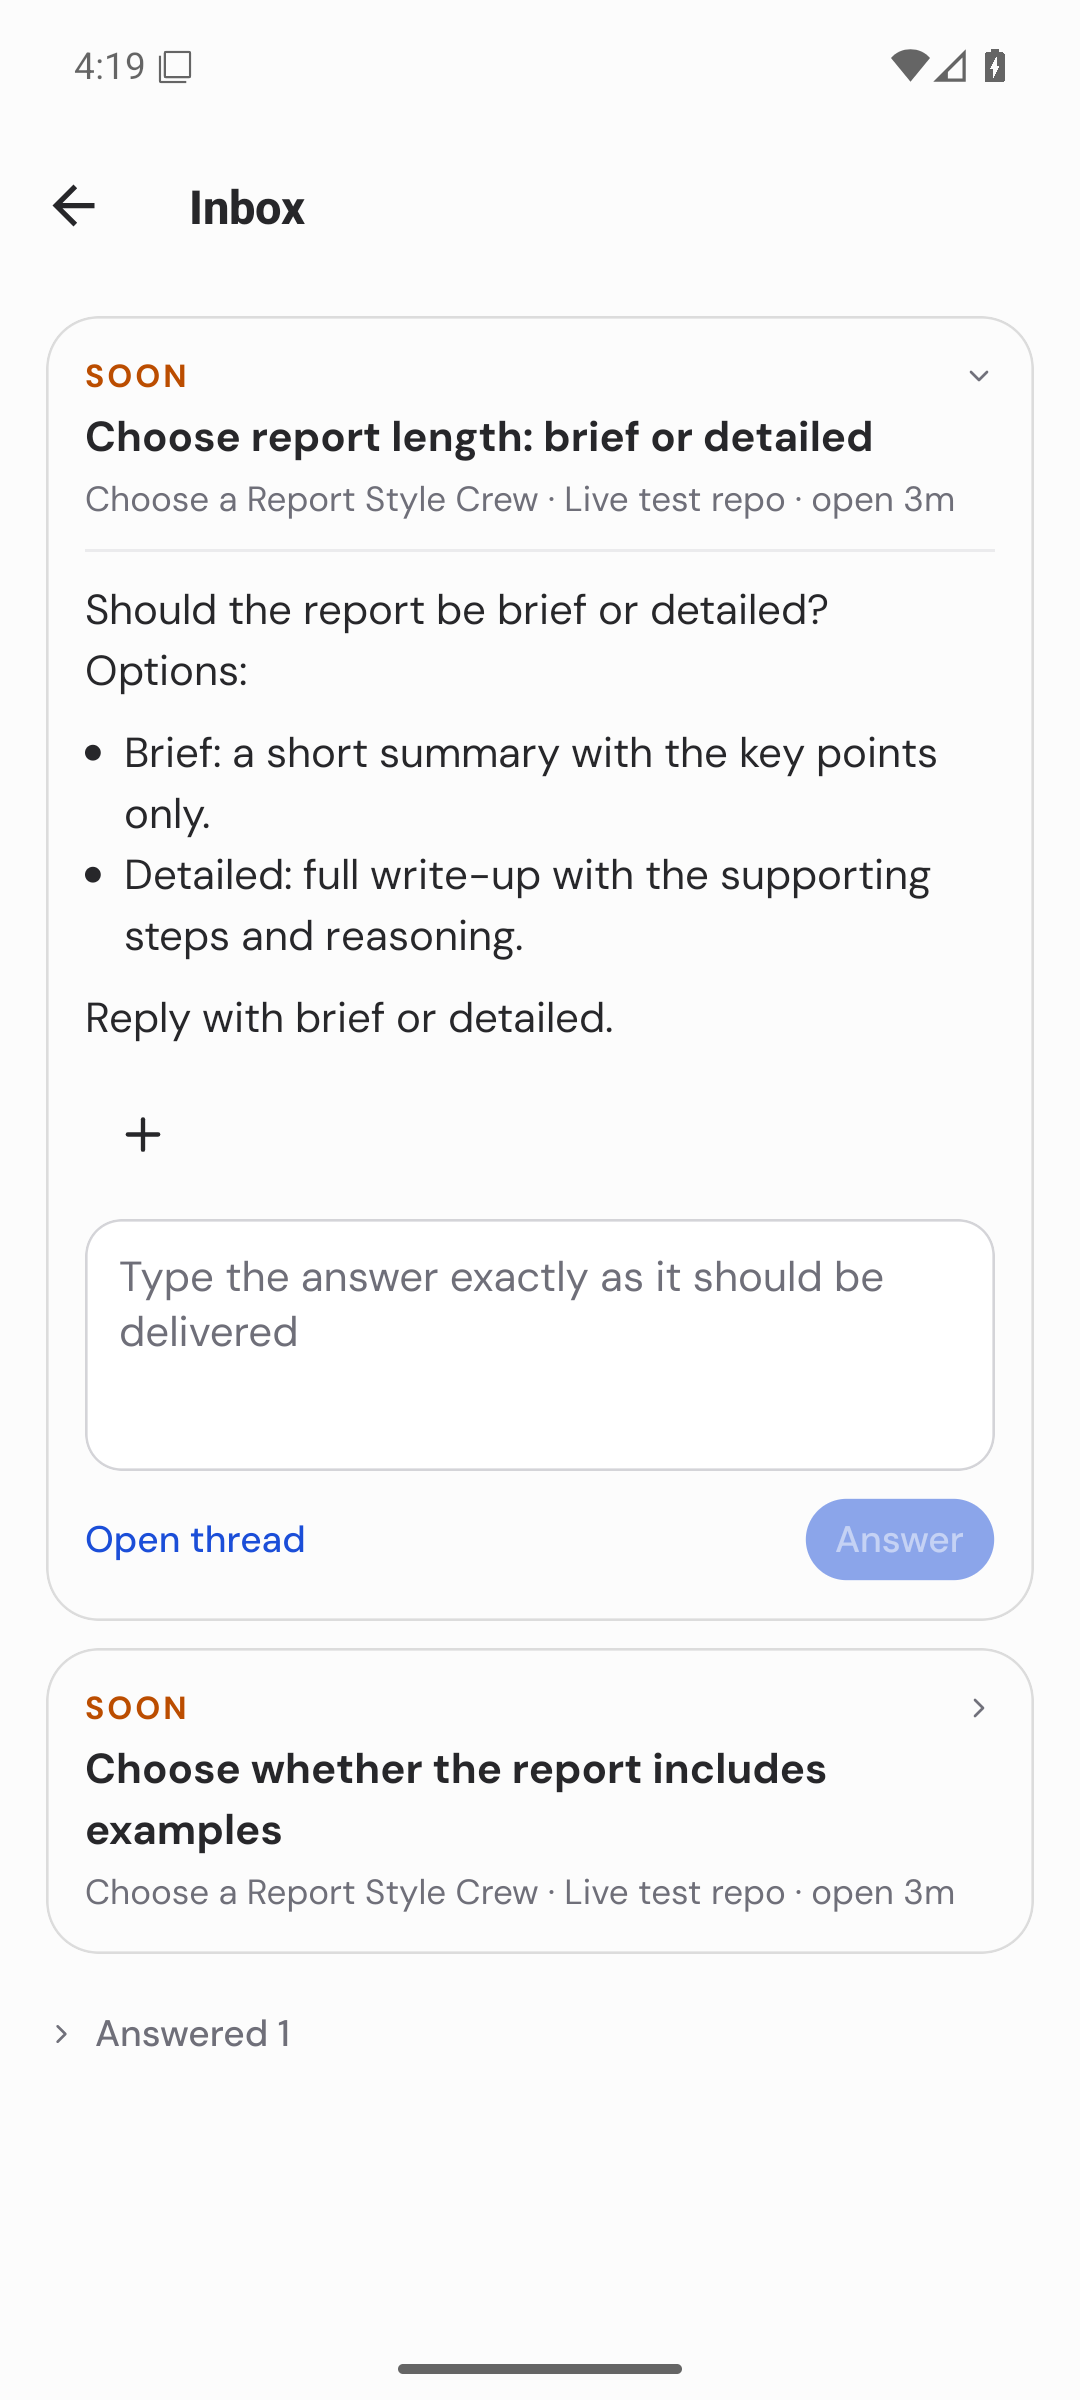 4:19
Inbox
SOON
Choose report length: brief or detailed
Choose a Report Style Crew · Live test repo · open 3m
Should the report be brief or detailed?
Options:
• Brief: a short summary with the key points
only.
• Detailed: full write-up with the supporting
steps and reasoning.
Reply with brief or detailed.
Type the answer exactly as it should be
delivered
Open thread
Answer
SOON
Choose whether the report includes
examples
Choose a Report Style Crew · Live test repo · open 3m
Answered 1